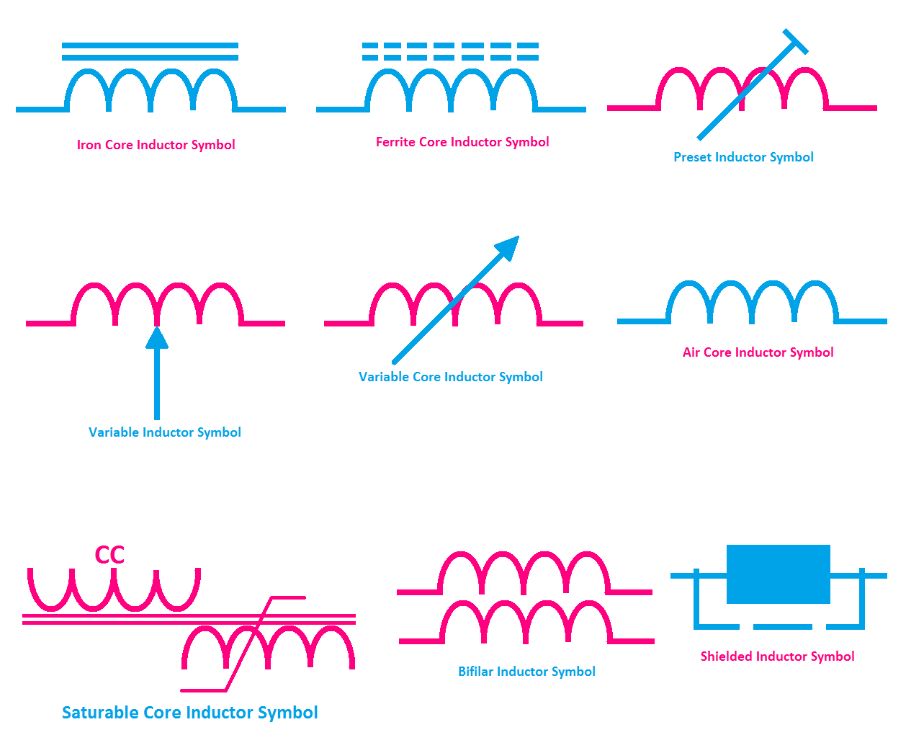 Iron Core Inductor Symbol
Ferrite Core Inductor Symbol
Preset Inductor Symbol
Variable Inductor Symbol
Variable Core Inductor Symbol
Air Core Inductor Symbol
CC
Saturable Core Inductor Symbol
Bifilar Inductor Symbol
Shielded Inductor Symbol